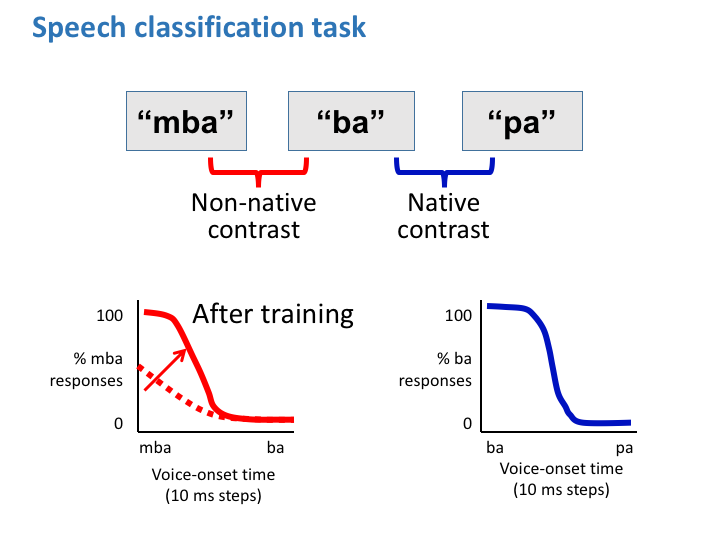 Speech classification task
“mba”
“ba”
“pa”
Non-native
contrast
Native
contrast
After training
100
% mba
responses
0
mba
ba
Voice-onset time
(10 ms steps)
100
% ba
responses
0
ba
pa
Voice-onset time
(10 ms steps)